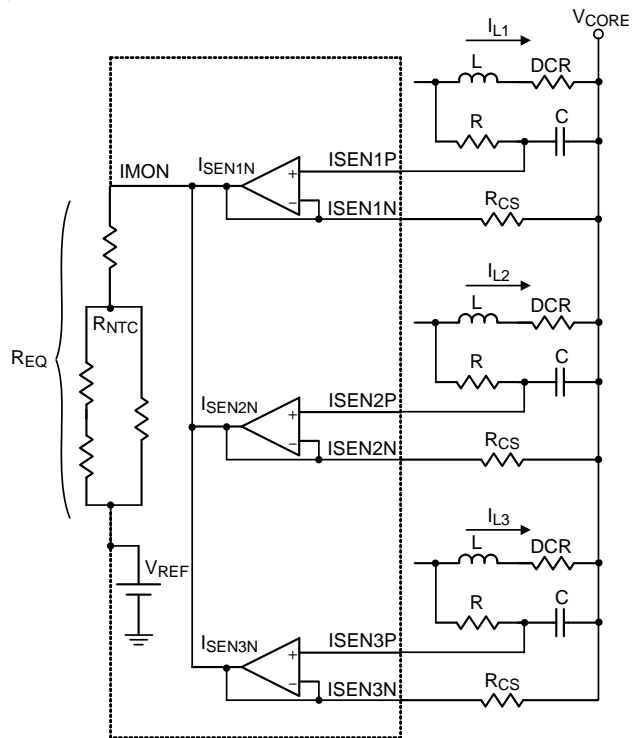 VCORE
IL1
L
DCR
R
C
ISEN1P
IMON
ISEN1N
+
−
ISEN1N
RCS
IL2
L
DCR
RNTC
REQ
R
C
ISEN2P
ISEN2N
+
−
ISEN2N
RCS
IL3
L
DCR
VREF
R
C
ISEN3P
ISEN3N
+
−
ISEN3N
RCS